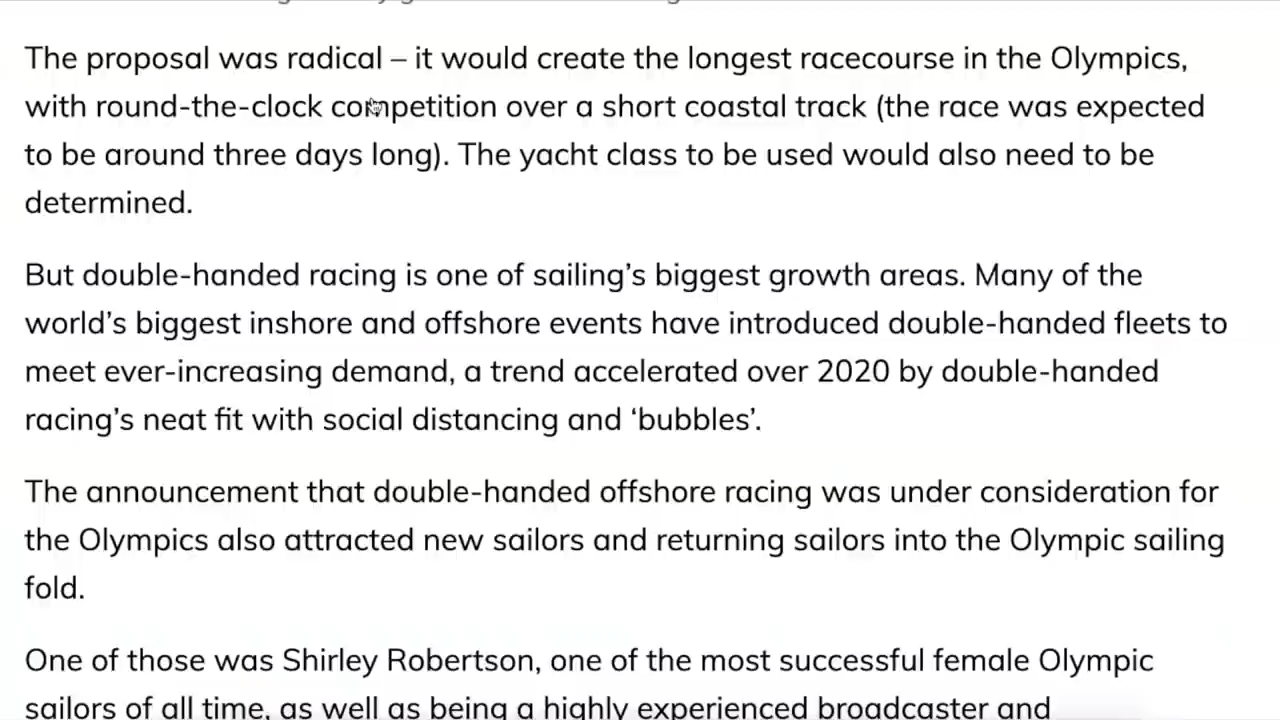 The proposal was radical – it would create the longest racecourse in the Olympics,
with round-the-clock competition over a short coastal track (the race was expected
to be around three days long). The yacht class to be used would also need to be
determined.
But double-handed racing is one of sailing’s biggest growth areas. Many of the
world’s biggest inshore and offshore events have introduced double-handed fleets to
meet ever-increasing demand, a trend accelerated over 2020 by double-handed
racing’s neat fit with social distancing and ‘bubbles’.
The announcement that double-handed offshore racing was under consideration for
the Olympics also attracted new sailors and returning sailors into the Olympic sailing
fold.
One of those was Shirley Robertson, one of the most successful female Olympic
sailors of all time, as well as being a highly experienced broadcaster and